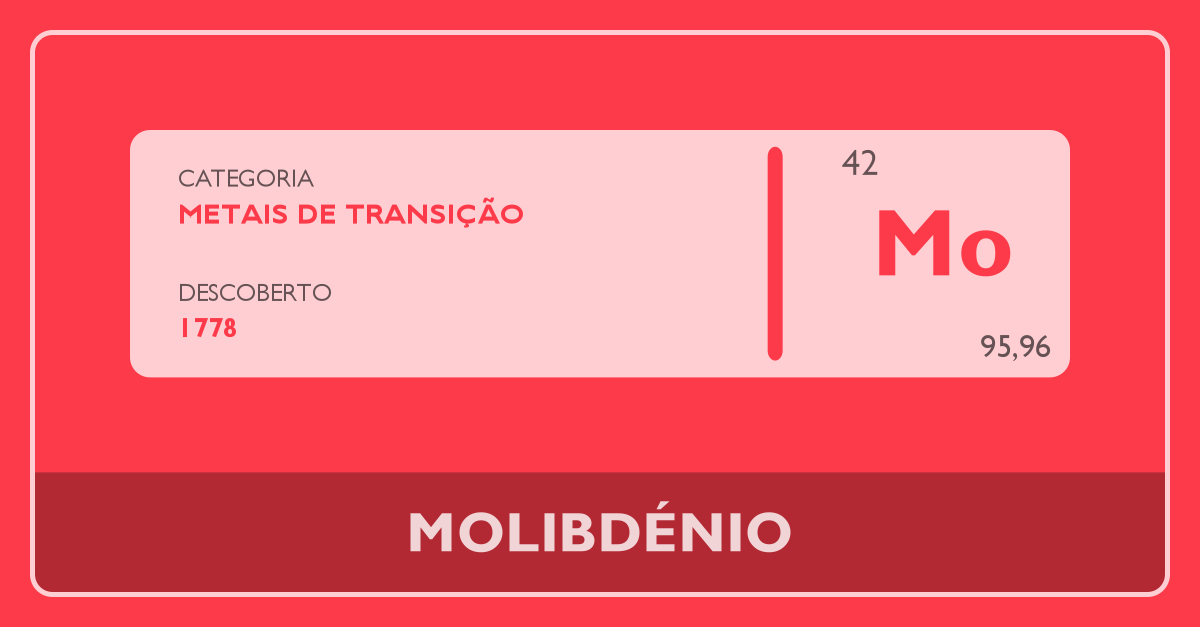 CATEGORIA
METAIS DE TRANSIÇÃO
DESCOBERTO
1778
42
Mo
95,96
MOLIBDÉNIO